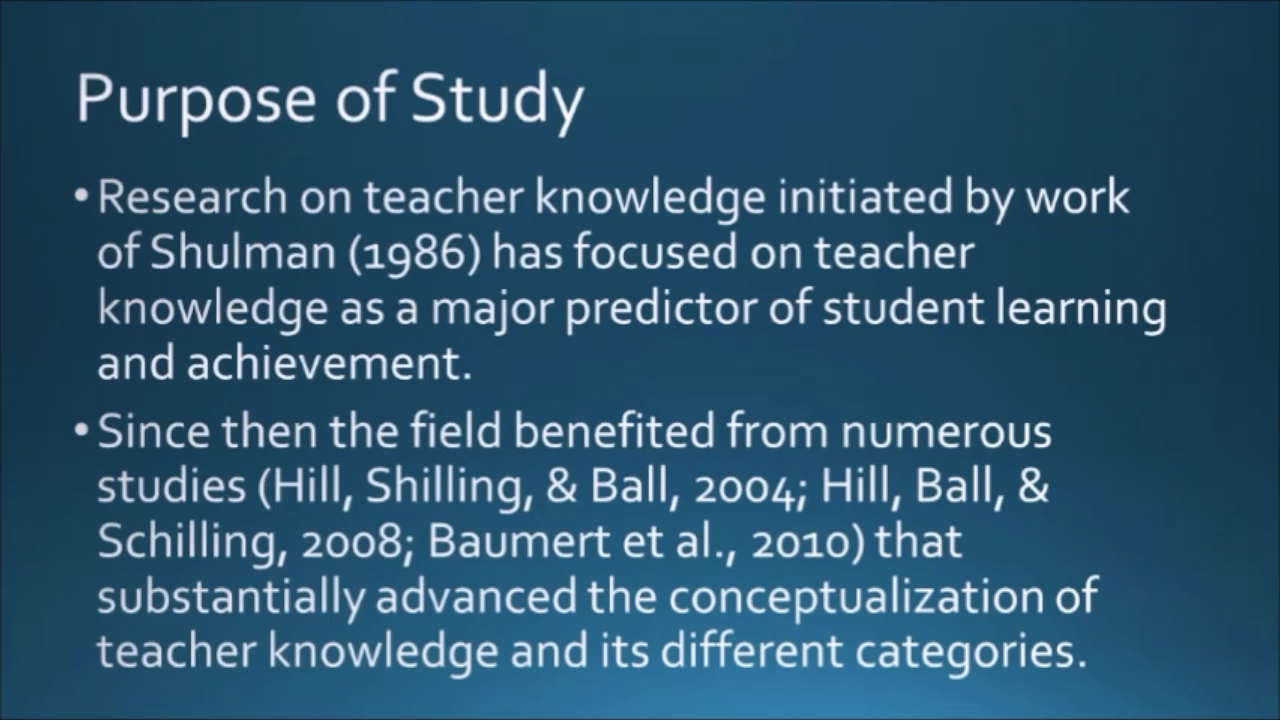 Purpose of Study
• Research on teacher knowledge initiated by work
of Shulman (1986) has focused on teacher
knowledge as a major predictor of student learning
and achievement.
• Since then the field benefited from numerous
studies (Hill, Shilling, & Ball, 2004; Hill, Ball, &
Schilling, 2008; Baumert et al., 2010) that
substantially advanced the conceptualization of
teacher knowledge and its different categories.